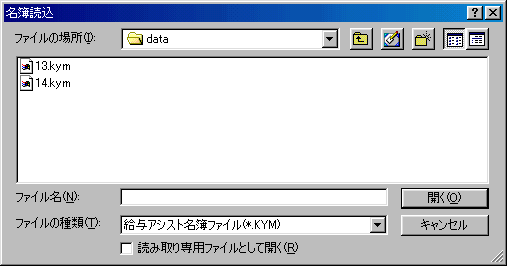 名簿読込
ファイルの場所(I): data
13.kym
14.kym
ファイル名(N): 開く(O)
ファイルの種類(T): 給与アシスト名簿ファイル(*.KYM) キャンセル
読み取り専用ファイルとして開く(R)